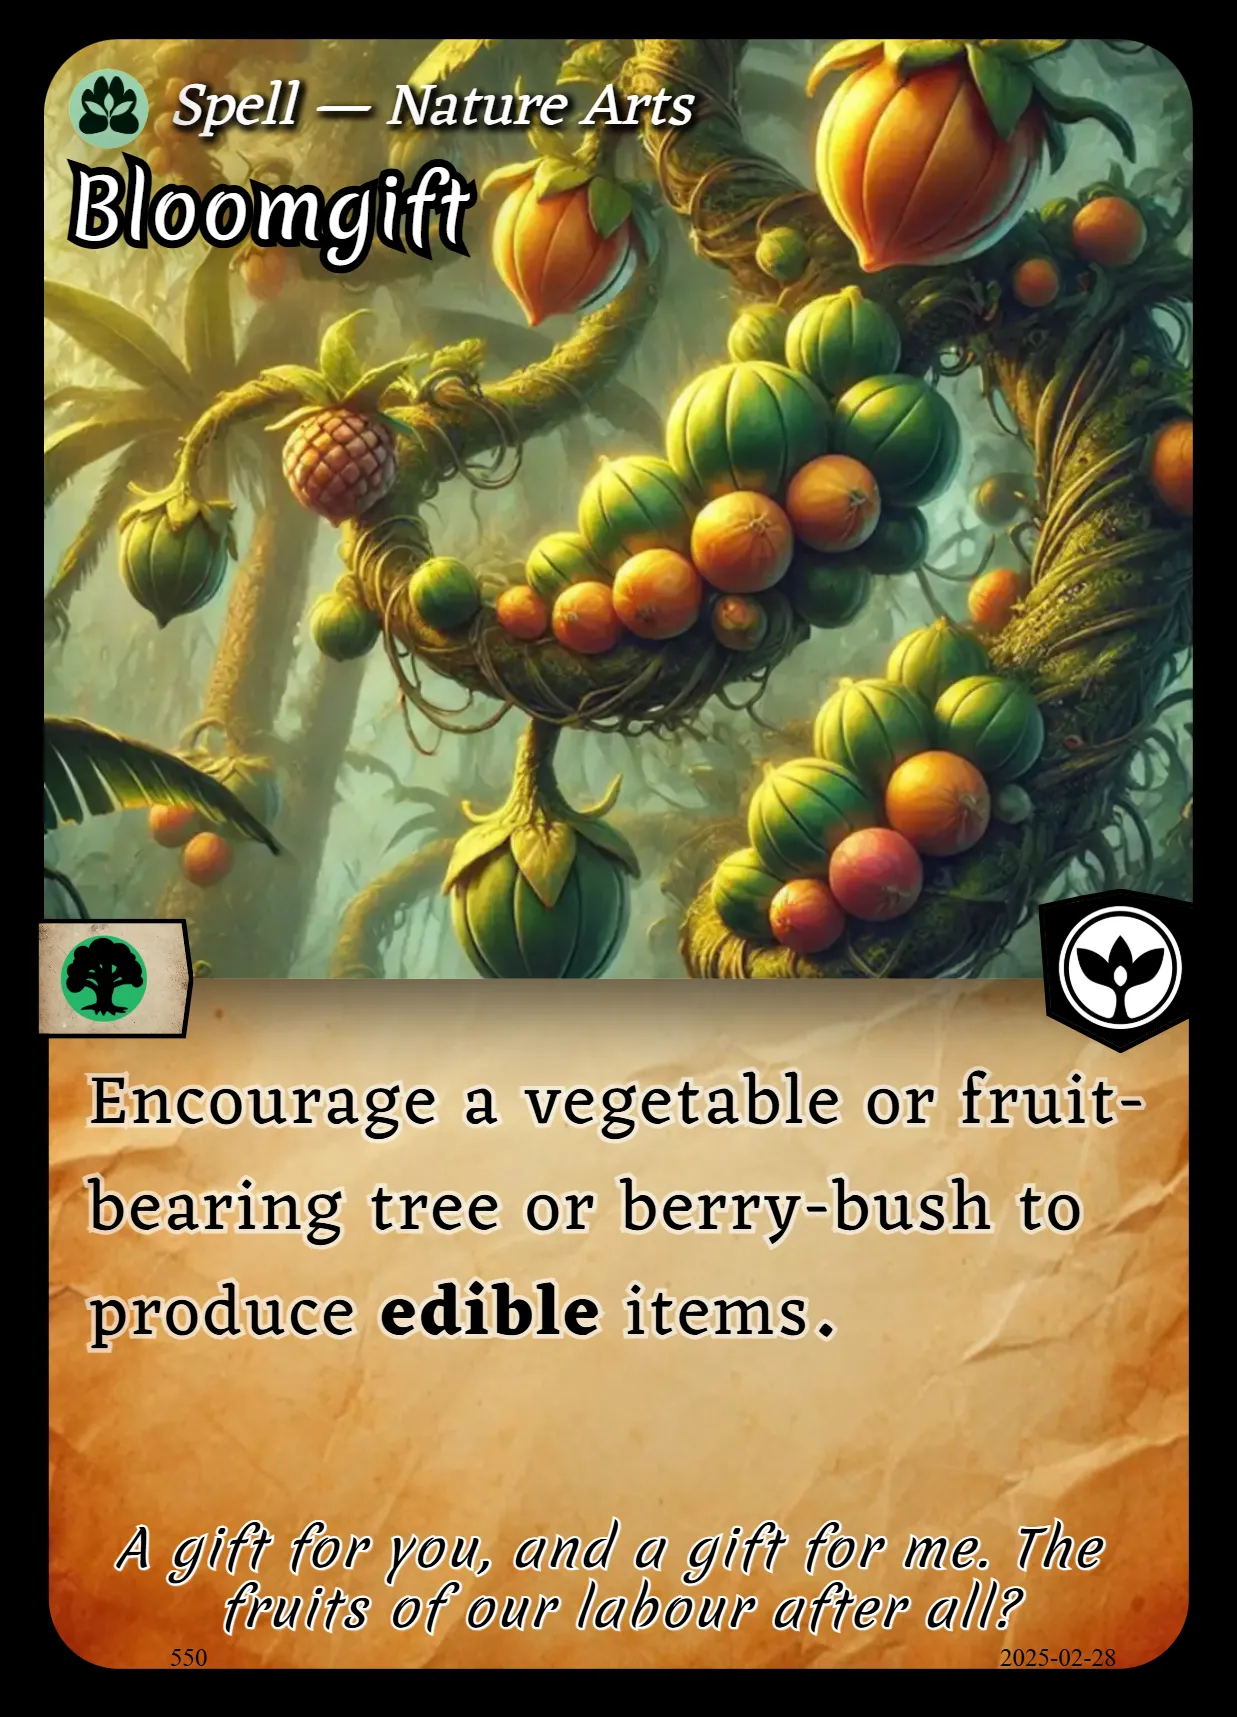 Spell — Nature Arts
Bloomgift
Encourage a vegetable or fruit-
bearing tree or berry-bush to
produce edible items.
A gift for you, and a gift for me. The
fruits of our labour after all?
550
2025-02-28